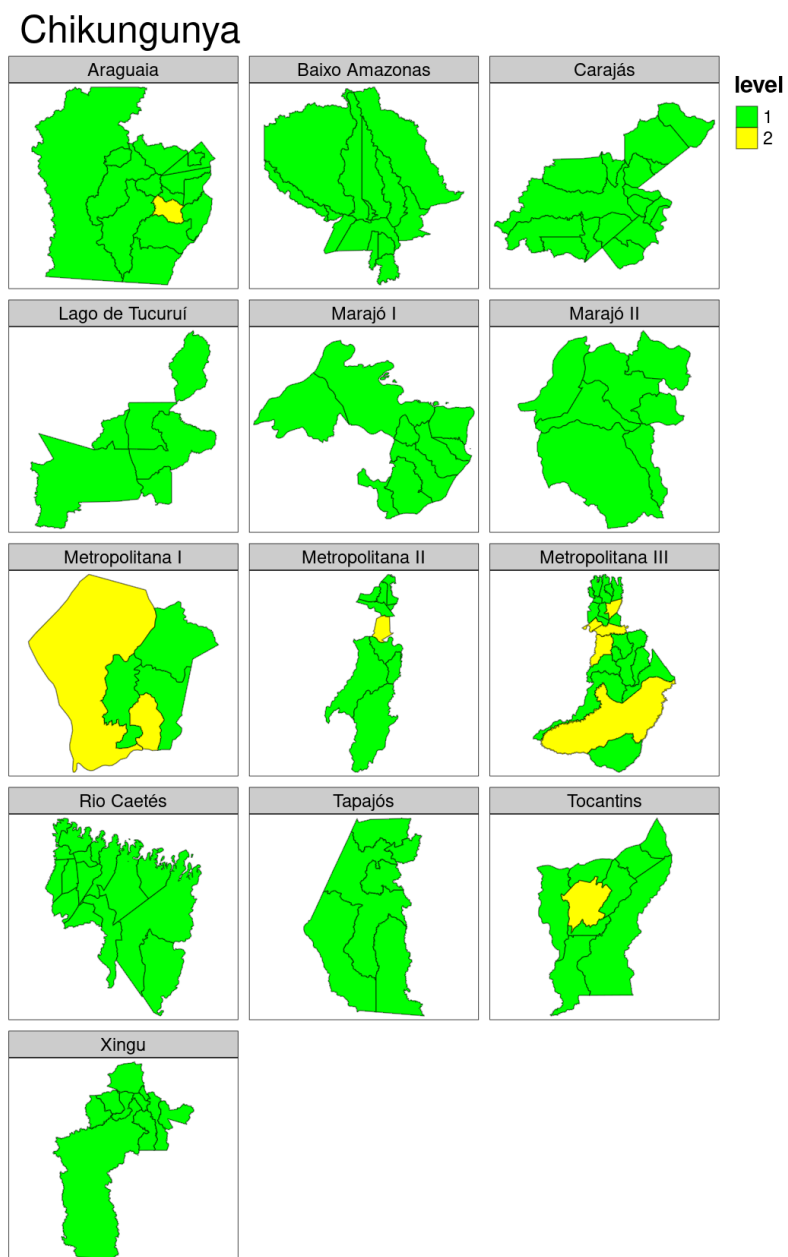 Chikungunya
Araguaia
Baixo Amazonas
Carajás
level
1
2
Lago de Tucuruí
Marajó I
Marajó II
Metropolitana I
Metropolitana II
Metropolitana III
Rio Caetés
Tapajós
Tocantins
Xingu